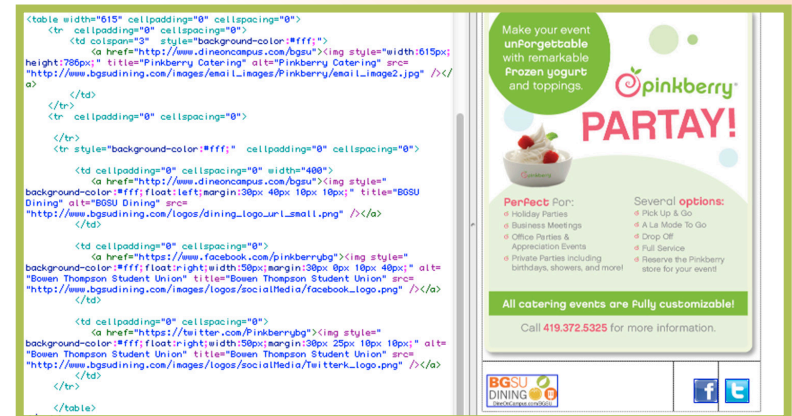 <table width="615" cellpadding="0" cellspacing="0">
<tr cellpadding="0" cellspacing="0">
<td colspan="3" style="background-color:#fff;">
<a href="http://www.dineoncampus.com/bgsu"><img style="width:615px;
height:786px;" title="Pinkberry Catering" alt="Pinkberry Catering" src=
"http://www.bgsudining.com/images/email_images/Pinkberry/email_image2.jpg" /></
a>
</td>
</tr>
<tr cellpadding="0" cellspacing="0">
</tr>
<tr style="background-color:#fff;" cellpadding="0" cellspacing="0">
<td cellpadding="0" cellspacing="0" width="400">
<a href="http://www.dineoncampus.com/bgsu"><img style="
background-color:#fff;float:left;margin:30px 40px 10px 10px;" title="BGSU
Dining" alt="BGSU Dining" src=
"http://www.bgsudining.com/logos/dining_logo_url_small.png" /></a>
</td>
<td cellpadding="0" cellspacing="0">
<a href="https://www.facebook.com/pinkberrybg"><img style="
background-color:#fff;float:right;width:50px;margin:30px 0px 10px 40px;" alt=
"Bowen Thompson Student Union" title="Bowen Thompson Student Union" src=
"http://www.bgsudining.com/images/logos/socialMedia/facebook_logo.png" /></a>
</td>
<td cellpadding="0" cellspacing="0">
<a href="https://twitter.com/Pinkberrybg"><img style="
background-color:#fff;float:right;width:50px;margin:30px 25px 10px 10px;" alt=
"Bowen Thompson Student Union" title="Bowen Thompson Student Union" src=
"http://www.bgsudining.com/images/logos/socialMedia/Twitterk_logo.png" /></a>
</td>
</tr>
</table>
Make your event
unforgettable
with remarkable
frozen yogurt
and toppings.
pinkberry
PARTAY!
pinkberry
Perfect for:
Holiday Parties
Business Meetings
Office Parties &
Appreciation Events
Private Parties including
birthdays, showers, and more!
Several options:
Pick Up & Go
A La Mode To Go
Drop Off
Full Service
Reserve the Pinkberry
store for your event!
All catering events are fully customizable!
Call 419.372.5325 for more information.
BGSU
DINING
DineOnCampus.com/BGSU
f
t